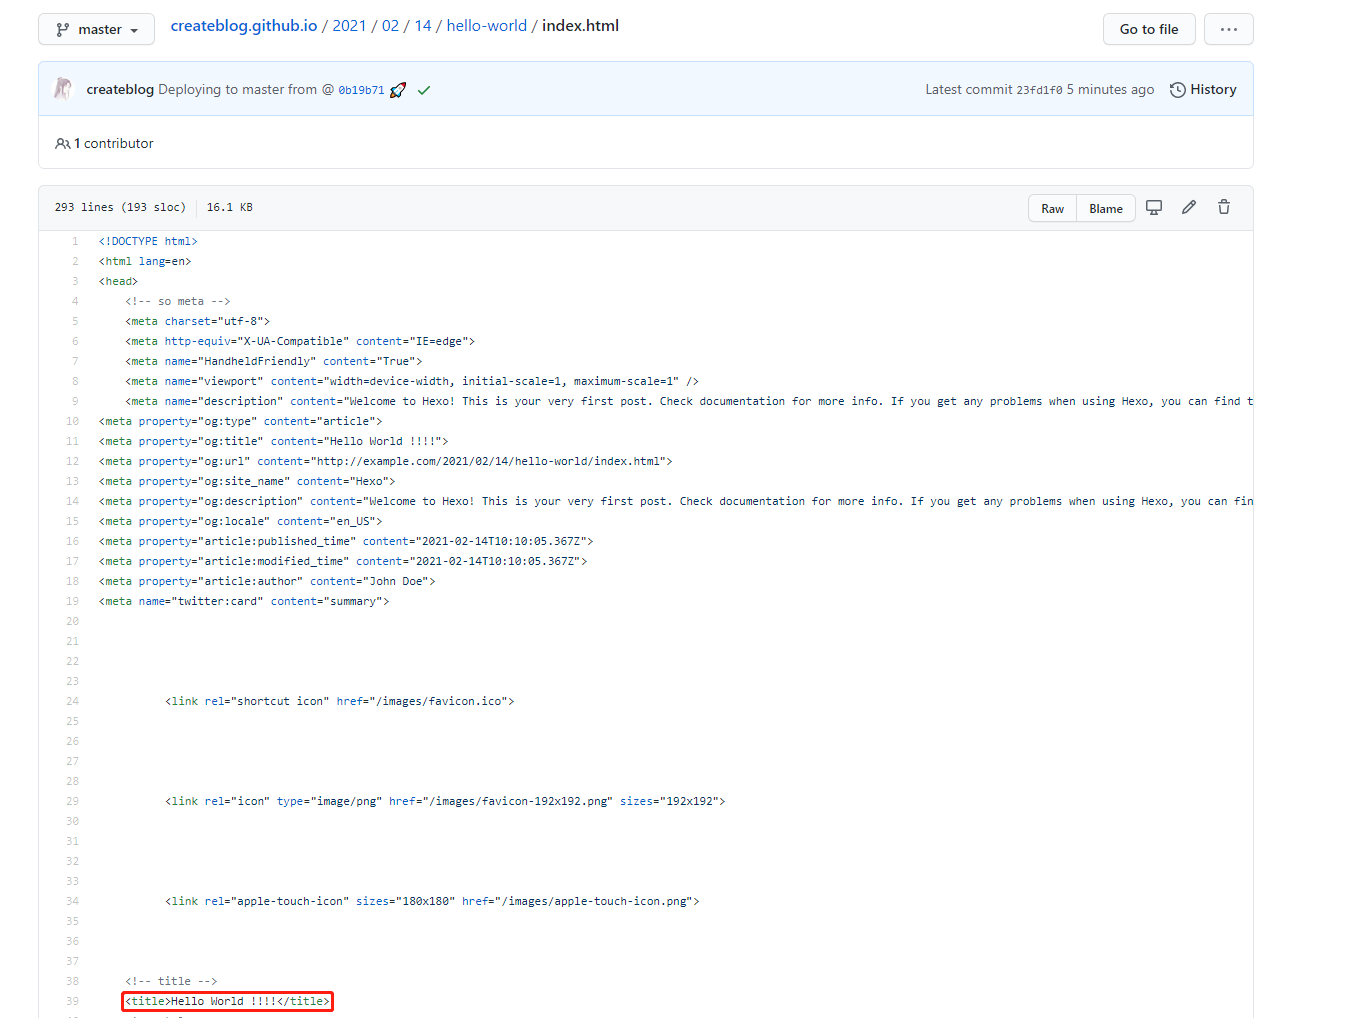 master
createblog.github.io / 2021 / 02 / 14 / hello-world / index.html
Go to file
...
createblog Deploying to master from @ 0b19b71 🚀 ✓
Latest commit 23fd1f0 5 minutes ago
History
1 contributor
293 lines (193 sloc)
16.1 KB
Raw
Blame
1 <!DOCTYPE html>
2 <html lang=en>
3 <head>
4 <!-- so meta -->
5 <meta charset="utf-8">
6 <meta http-equiv="X-UA-Compatible" content="IE=edge">
7 <meta name="HandheldFriendly" content="True">
8 <meta name="viewport" content="width=device-width, initial-scale=1, maximum-scale=1" />
9 <meta name="description" content="Welcome to Hexo! This is your very first post. Check documentation for more info. If you get any problems when using Hexo, you can find t
10 <meta property="og:type" content="article">
11 <meta property="og:title" content="Hello World !!!!">
12 <meta property="og:url" content="http://example.com/2021/02/14/hello-world/index.html">
13 <meta property="og:site_name" content="Hexo">
14 <meta property="og:description" content="Welcome to Hexo! This is your very first post. Check documentation for more info. If you get any problems when using Hexo, you can fin
15 <meta property="og:locale" content="en_US">
16 <meta property="article:published_time" content="2021-02-14T10:10:05.367Z">
17 <meta property="article:modified_time" content="2021-02-14T10:10:05.367Z">
18 <meta property="article:author" content="John Doe">
19 <meta name="twitter:card" content="summary">
20
21
22
23
24 <link rel="shortcut icon" href="/images/favicon.ico">
25
26
27
28
29 <link rel="icon" type="image/png" href="/images/favicon-192x192.png" sizes="192x192">
30
31
32
33
34 <link rel="apple-touch-icon" sizes="180x180" href="/images/apple-touch-icon.png">
35
36
37
38 <!-- title -->
39 <title>Hello World !!!!</title>